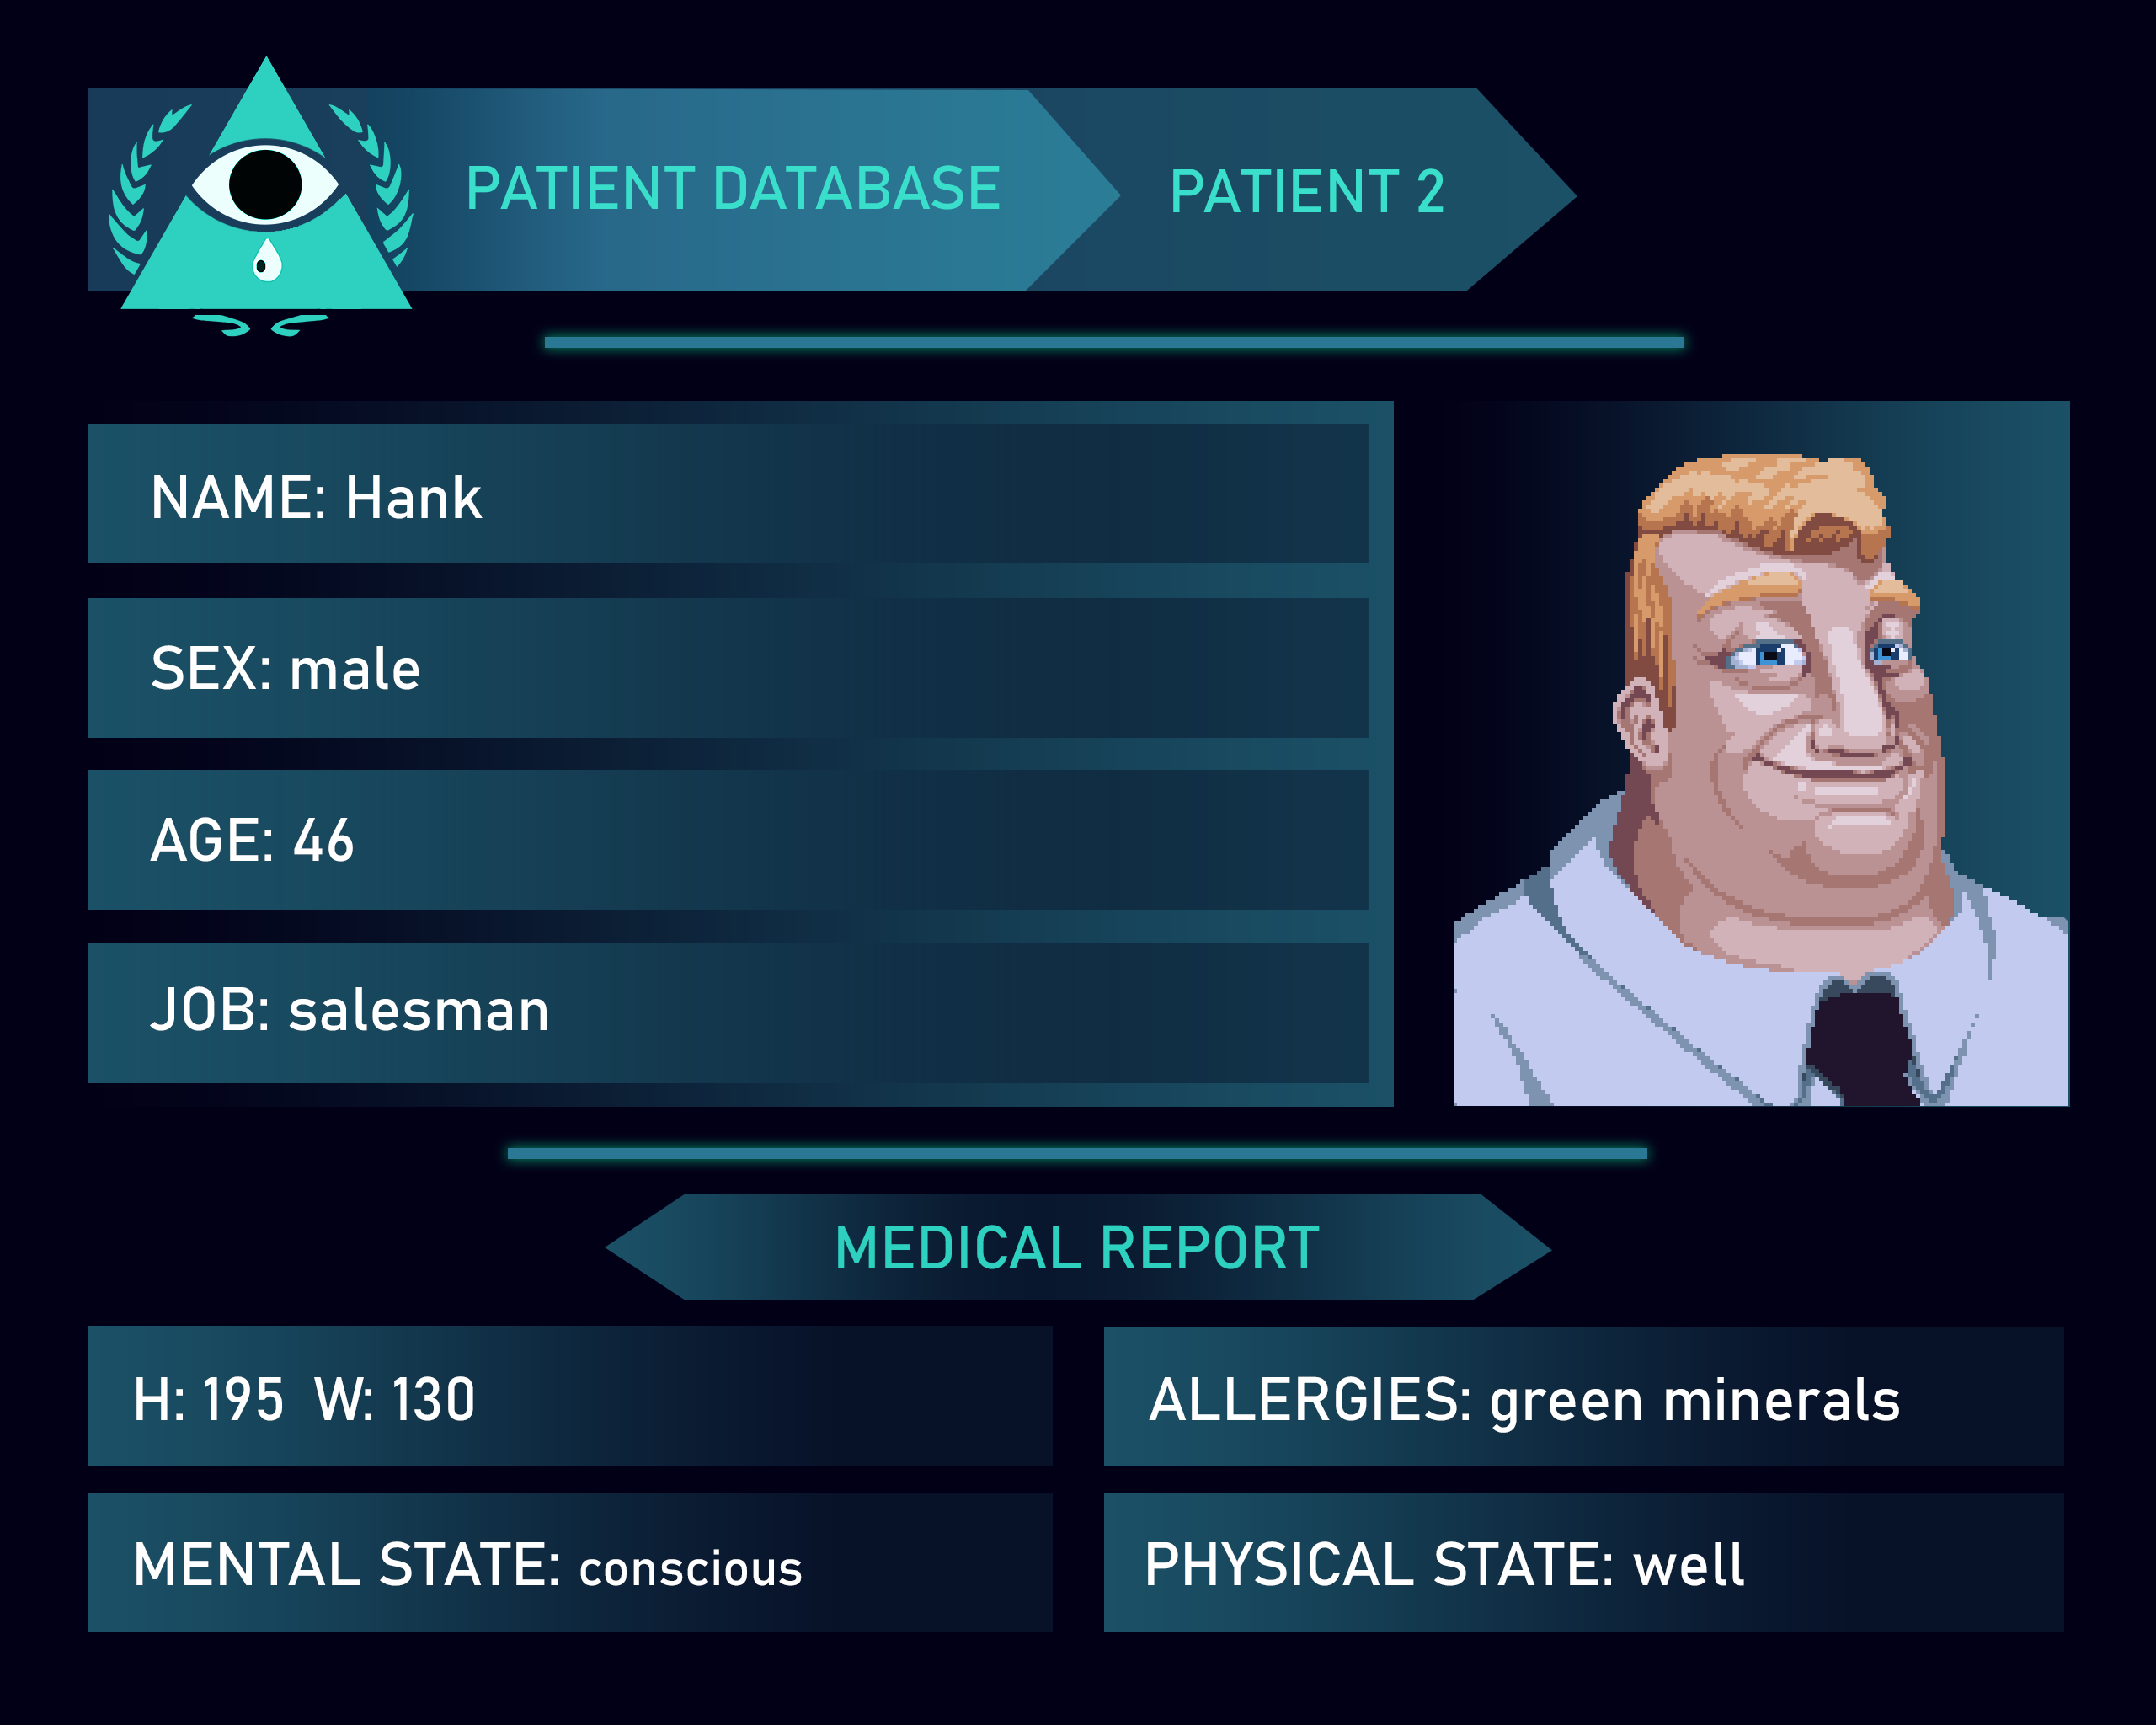 PATIENT DATABASE
PATIENT 2
NAME: Hank
SEX: male
AGE: 46
JOB: salesman
MEDICAL REPORT
H: 195 W: 130
ALLERGIES: green minerals
MENTAL STATE: conscious
PHYSICAL STATE: well